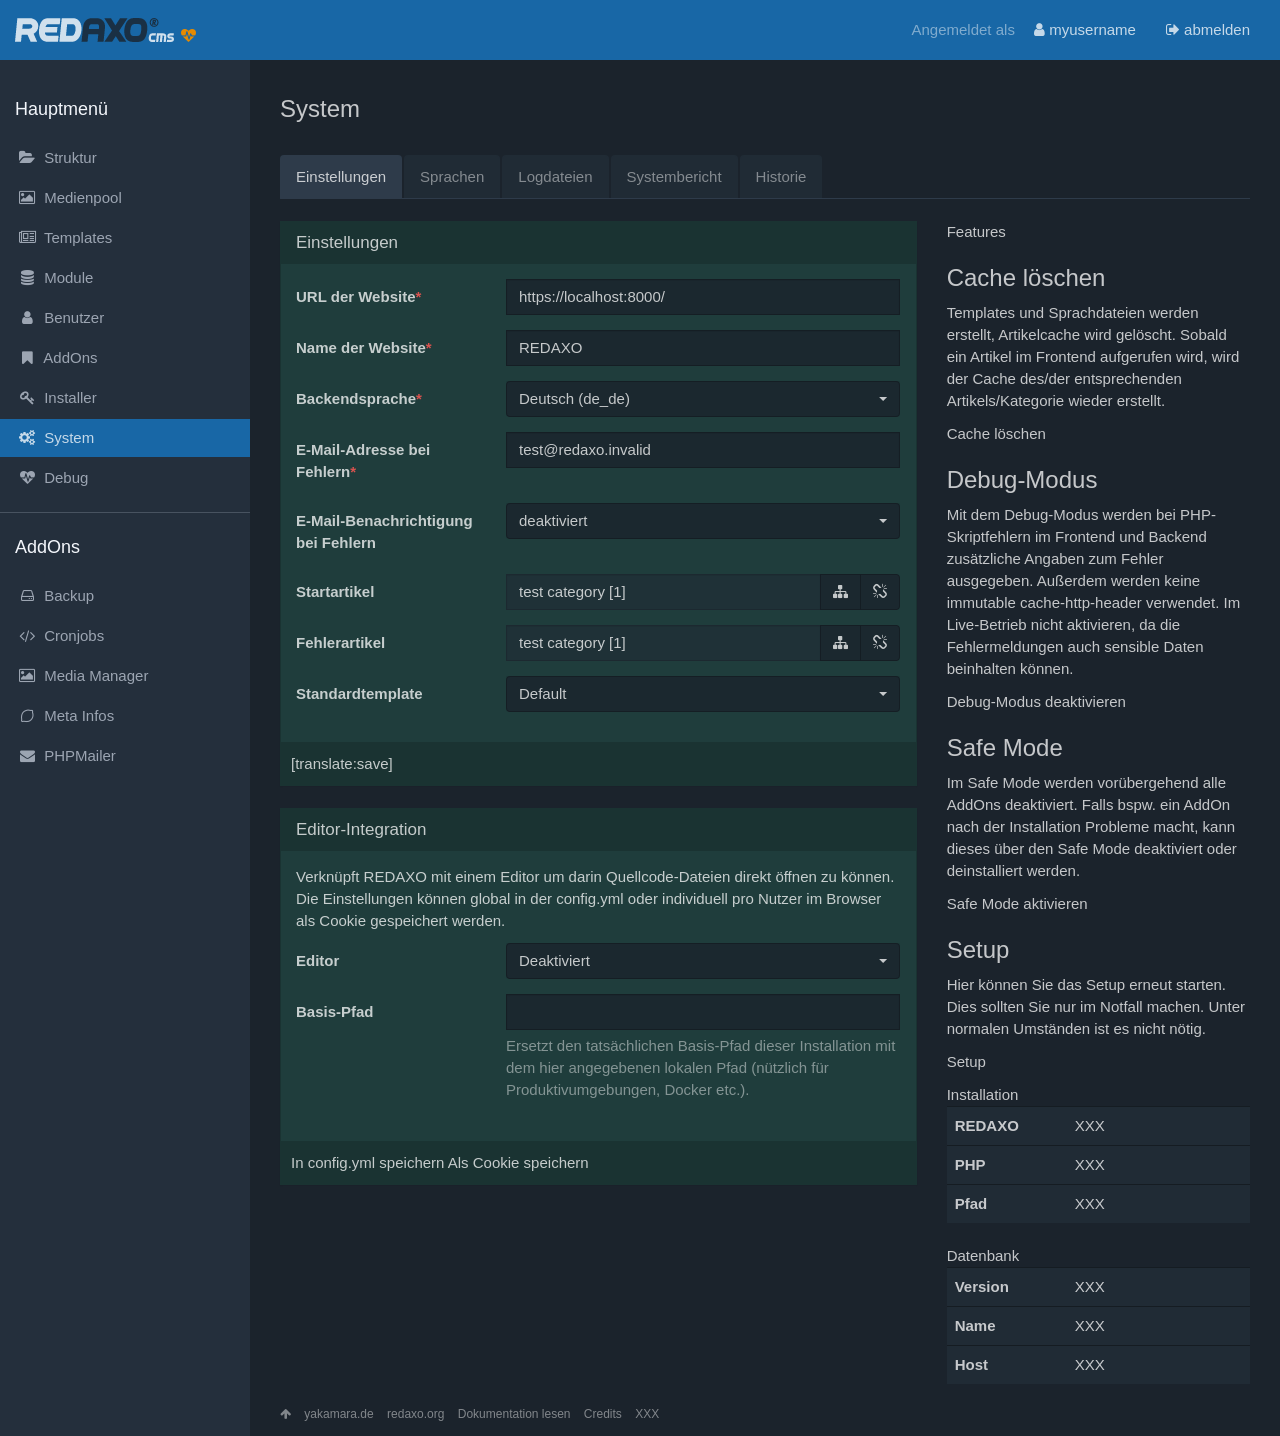 REDAXO® cms
Angemeldet als myusername abmelden
Hauptmenü
Struktur
Medienpool
Templates
Module
Benutzer
AddOns
Installer
System
Debug
AddOns
Backup
Cronjobs
Media Manager
Meta Infos
PHPMailer
System
Einstellungen Sprachen Logdateien Systembericht Historie
Einstellungen
URL der Website* https://localhost:8000/
Name der Website* REDAXO
Backendsprache* Deutsch (de_de)
E-Mail-Adresse bei test@redaxo.invalid
Fehlern*
E-Mail-Benachrichtigung deaktiviert
bei Fehlern
Startartikel test category [1]
Fehlerartikel test category [1]
Standardtemplate Default
[translate:save]
Editor-Integration
Verknüpft REDAXO mit einem Editor um darin Quellcode-Dateien direkt öffnen zu können.
Die Einstellungen können global in der config.yml oder individuell pro Nutzer im Browser
als Cookie gespeichert werden.
Editor Deaktiviert
Basis-Pfad
Ersetzt den tatsächlichen Basis-Pfad dieser Installation mit
dem hier angegebenen lokalen Pfad (nützlich für
Produktivumgebungen, Docker etc.).
In config.yml speichern Als Cookie speichern
Features
Cache löschen
Templates und Sprachdateien werden
erstellt, Artikelcache wird gelöscht. Sobald
ein Artikel im Frontend aufgerufen wird, wird
der Cache des/der entsprechenden
Artikels/Kategorie wieder erstellt.
Cache löschen
Debug-Modus
Mit dem Debug-Modus werden bei PHP-
Skriptfehlern im Frontend und Backend
zusätzliche Angaben zum Fehler
ausgegeben. Außerdem werden keine
immutable cache-http-header verwendet. Im
Live-Betrieb nicht aktivieren, da die
Fehlermeldungen auch sensible Daten
beinhalten können.
Debug-Modus deaktivieren
Safe Mode
Im Safe Mode werden vorübergehend alle
AddOns deaktiviert. Falls bspw. ein AddOn
nach der Installation Probleme macht, kann
dieses über den Safe Mode deaktiviert oder
deinstalliert werden.
Safe Mode aktivieren
Setup
Hier können Sie das Setup erneut starten.
Dies sollten Sie nur im Notfall machen. Unter
normalen Umständen ist es nicht nötig.
Setup
Installation
REDAXO XXX
PHP XXX
Pfad XXX
Datenbank
Version XXX
Name XXX
Host XXX
yakamara.de redaxo.org Dokumentation lesen Credits XXX